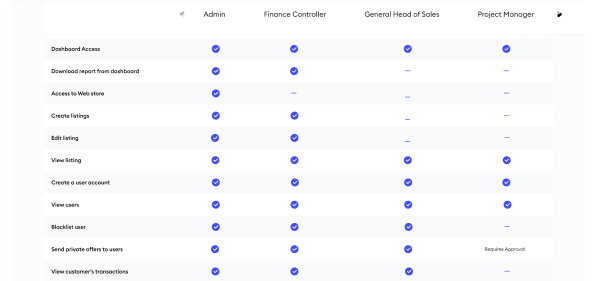 Admin Finance Controller General Head of Sales Project Manager
Dashboard Access
Download report from dashboard — —
Access to Web store — — —
Create listings — —
Edit listing — —
View listing
Create a user account
View users
Blacklist user —
Send private offers to users Requires Approval
View customer's transactions —